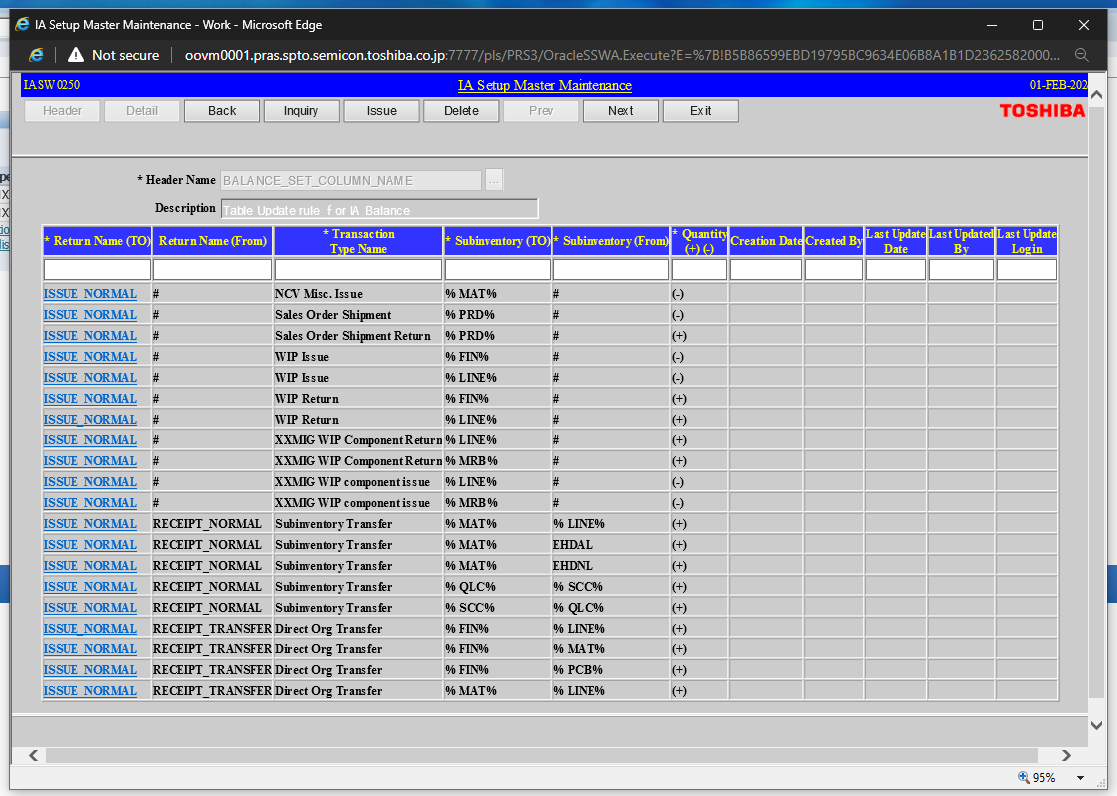 IA Setup Master Maintenance - Work - Microsoft Edge
Not secure oovm0001.pras.spto.semicon.toshiba.co.jp:7777/pls/PRS3/OracleSSWA.Execute?E=%7B!B5B86599EBD19795BC9634E06B8A1B1D2362582000...
IASW0250 IA Setup Master Maintenance 01-FEB-202
Header Detail Back Inquiry Issue Delete Prev Next Exit TOSHIBA
* Header Name BALANCE_SET_COLUMN_NAME ...
Description Table Update rule for IA Balance
* Return Name (TO) Return Name (From) * Transaction Type Name * Subinventory (TO) * Subinventory (From) * Quantity (+) (-) Creation Date Created By Last Update Date Last Updated By Last Update Login
ISSUE_NORMAL # NCV Misc. Issue % MAT% # (-)
ISSUE_NORMAL # Sales Order Shipment % PRD% # (-)
ISSUE_NORMAL # Sales Order Shipment Return % PRD% # (+)
ISSUE_NORMAL # WIP Issue % FIN% # (-)
ISSUE_NORMAL # WIP Issue % LINE% # (-)
ISSUE_NORMAL # WIP Return % FIN% # (+)
ISSUE_NORMAL # WIP Return % LINE% # (+)
ISSUE_NORMAL # XXMIG WIP Component Return % LINE% # (+)
ISSUE_NORMAL # XXMIG WIP Component Return % MRB% # (+)
ISSUE_NORMAL # XXMIG WIP component issue % LINE% # (-)
ISSUE_NORMAL # XXMIG WIP component issue % MRB% # (-)
ISSUE_NORMAL RECEIPT_NORMAL Subinventory Transfer % MAT% % LINE% (+)
ISSUE_NORMAL RECEIPT_NORMAL Subinventory Transfer % MAT% EHDAL (+)
ISSUE_NORMAL RECEIPT_NORMAL Subinventory Transfer % MAT% EHDNL (+)
ISSUE_NORMAL RECEIPT_NORMAL Subinventory Transfer % QLC% % SCC% (+)
ISSUE_NORMAL RECEIPT_NORMAL Subinventory Transfer % SCC% % QLC% (+)
ISSUE_NORMAL RECEIPT_TRANSFER Direct Org Transfer % FIN% % LINE% (+)
ISSUE_NORMAL RECEIPT_TRANSFER Direct Org Transfer % FIN% % MAT% (+)
ISSUE_NORMAL RECEIPT_TRANSFER Direct Org Transfer % FIN% % PCB% (+)
ISSUE_NORMAL RECEIPT_TRANSFER Direct Org Transfer % MAT% % LINE% (+)
95%